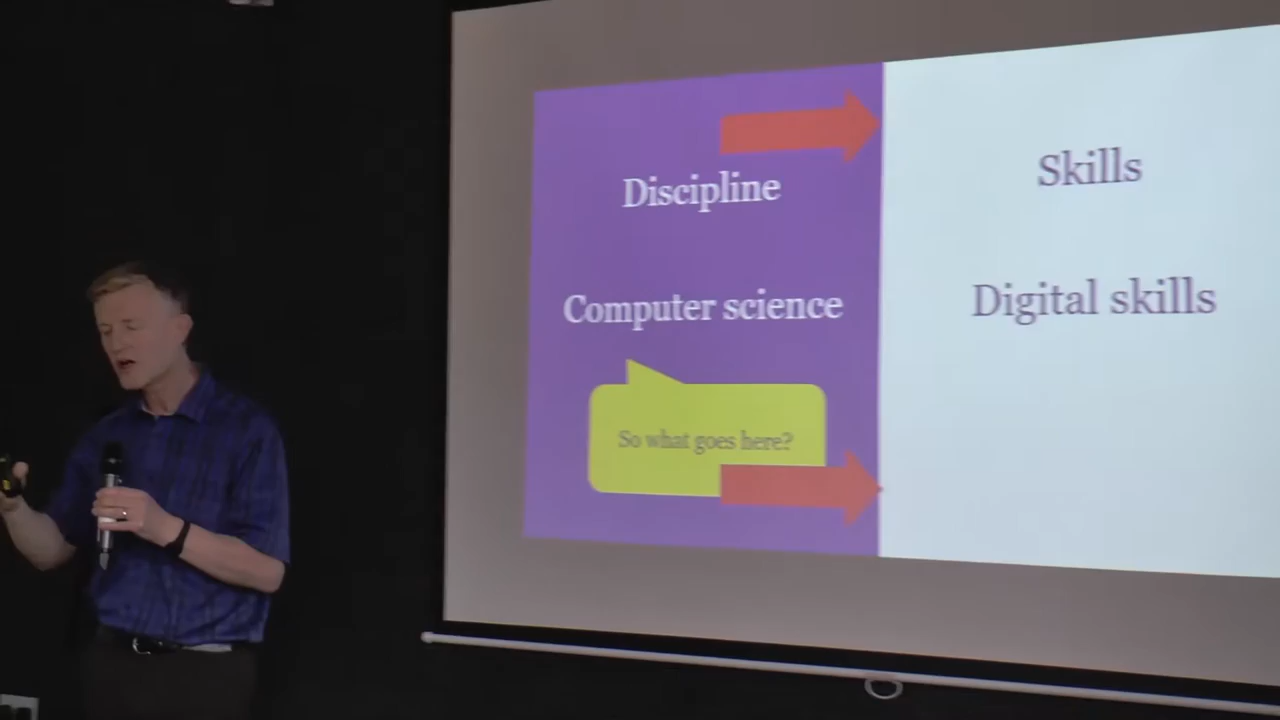 Discipline
Computer science
So what goes here?
Skills
Digital skills